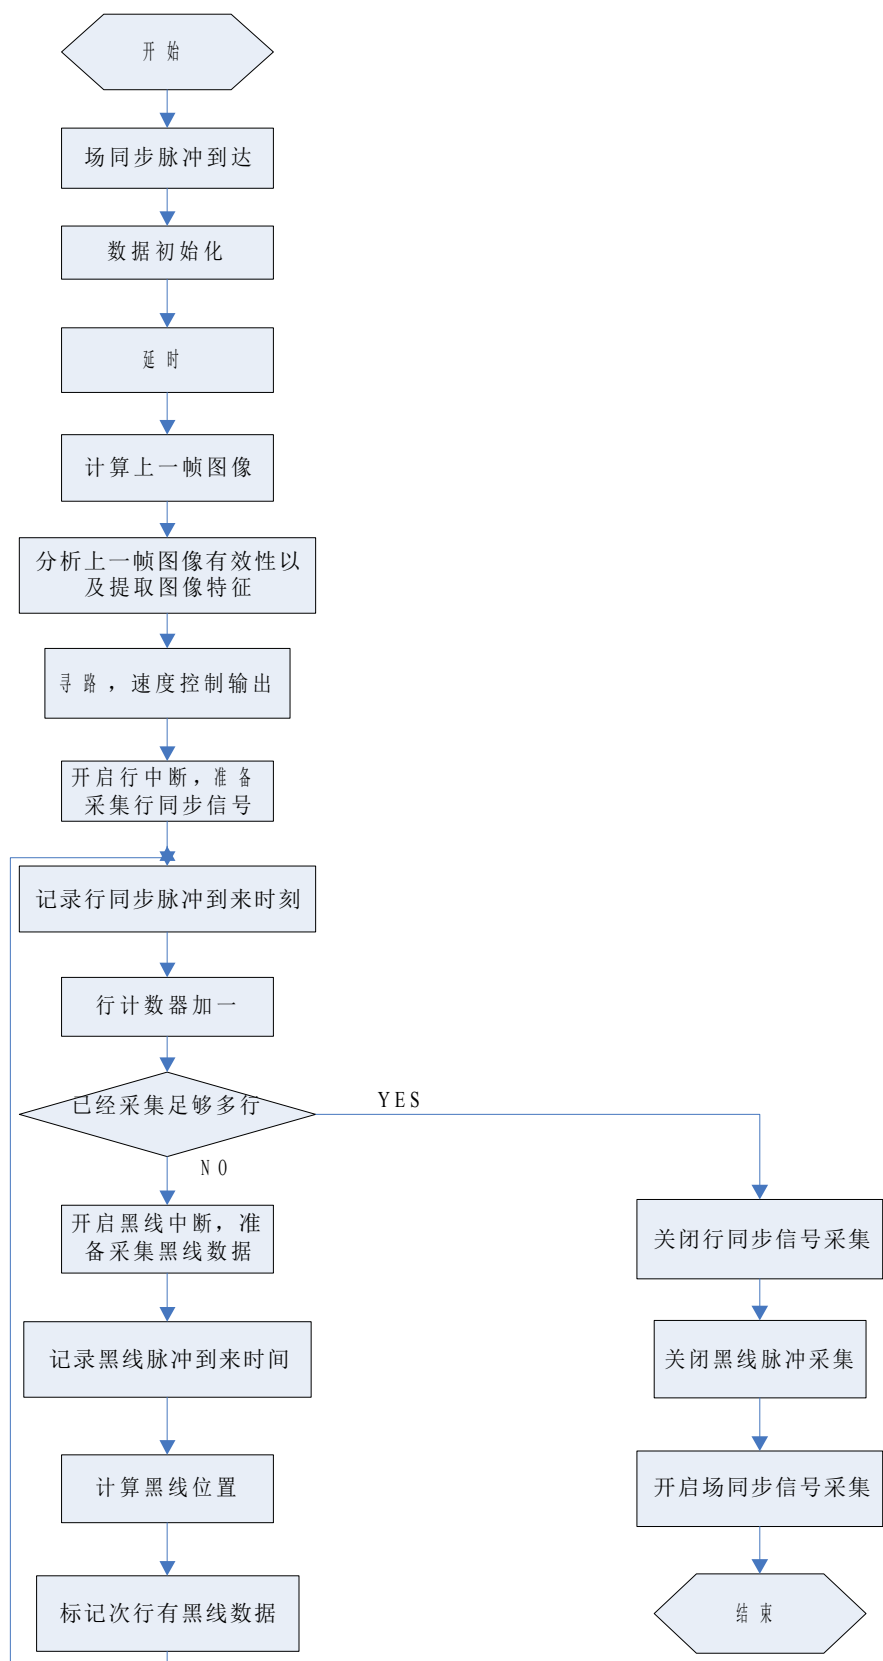 开始
场同步脉冲到达
数据初始化
延时
计算上一帧图像
分析上一帧图像有效性以
及提取图像特征
寻路，速度控制输出
开启行中断，准备
采集行同步信号
记录行同步脉冲到来时刻
行计数器加一
已经采集足够多行
YES
NO
开启黑线中断，准
备采集黑线数据
记录黑线脉冲到来时间
计算黑线位置
标记次行有黑线数据
关闭行同步信号采集
关闭黑线脉冲采集
开启场同步信号采集
结束